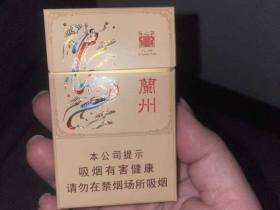 蘭州
本公司提示
吸烟有害健康
请勿在禁烟场所吸烟